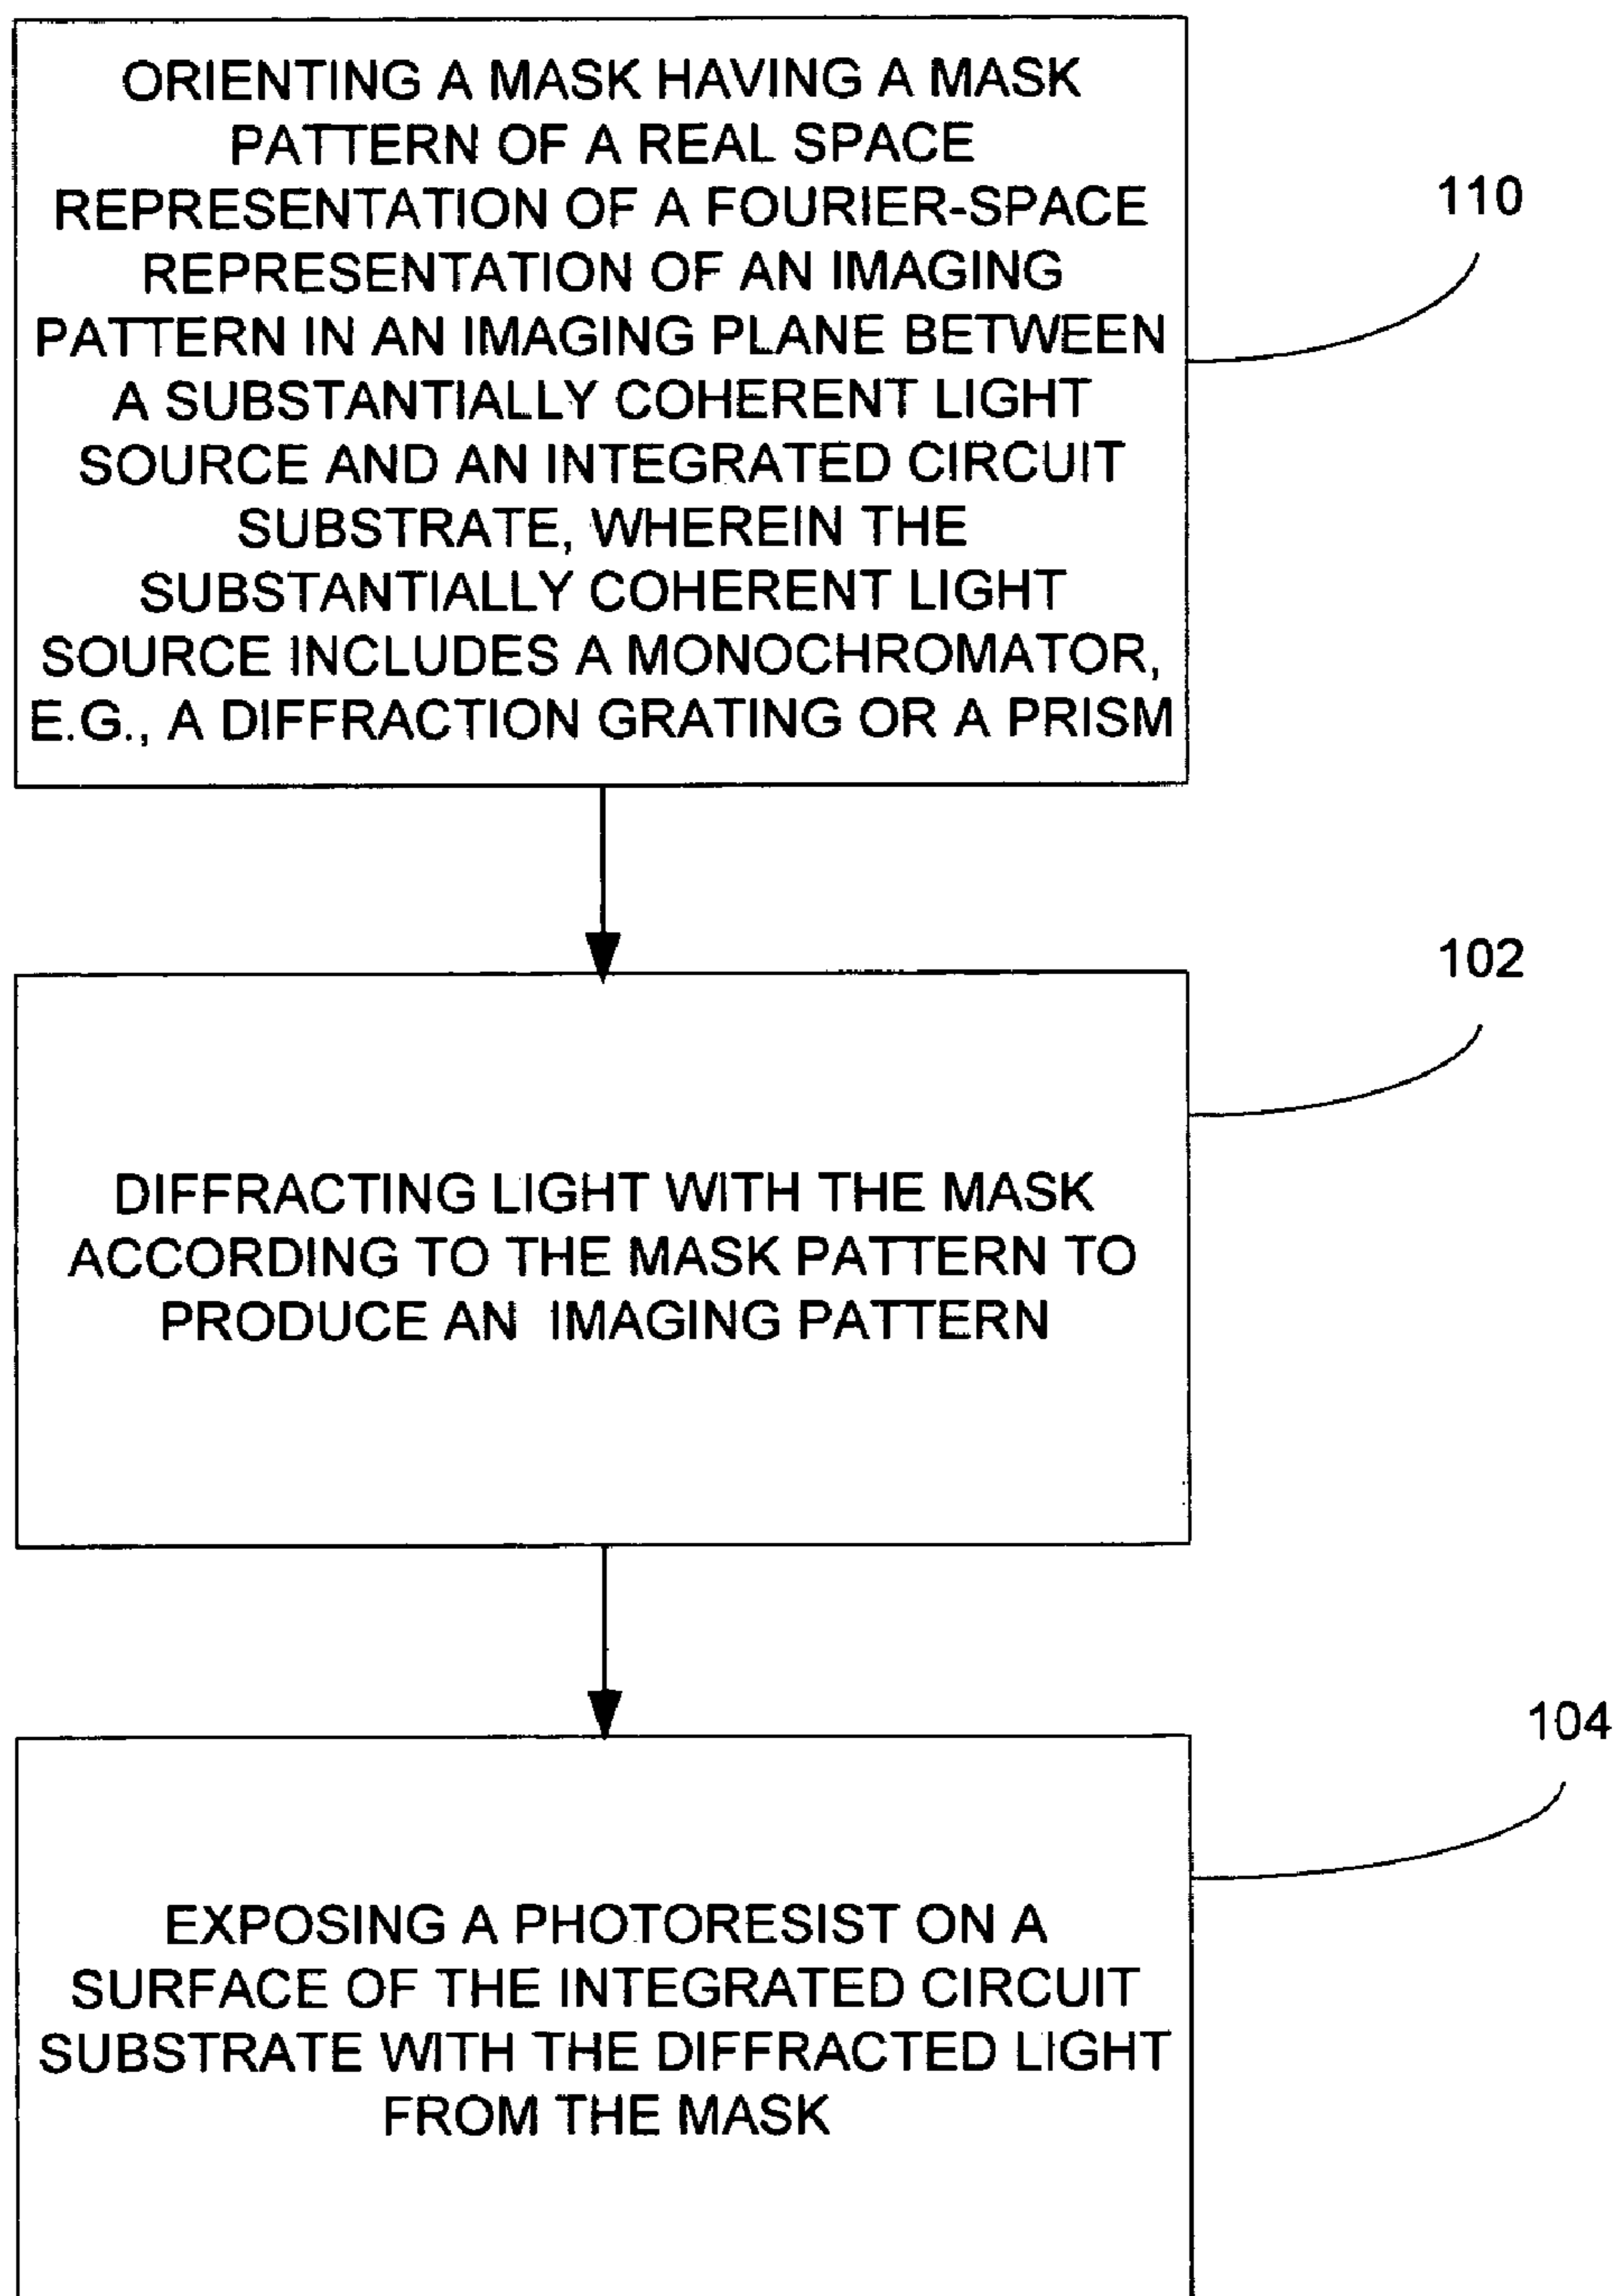 ORIENTING A MASK HAVING A MASK
PATTERN OF A REAL SPACE
REPRESENTATION OF A FOURIER-SPACE
REPRESENTATION OF AN IMAGING
PATTERN IN AN IMAGING PLANE BETWEEN
A SUBSTANTIALLY COHERENT LIGHT
SOURCE AND AN INTEGRATED CIRCUIT
SUBSTRATE, WHEREIN THE
SUBSTANTIALLY COHERENT LIGHT
SOURCE INCLUDES A MONOCHROMATOR,
E.G., A DIFFRACTION GRATING OR A PRISM
110
102
DIFFRACTING LIGHT WITH THE MASK
ACCORDING TO THE MASK PATTERN TO
PRODUCE AN IMAGING PATTERN
104
EXPOSING A PHOTORESIST ON A
SURFACE OF THE INTEGRATED CIRCUIT
SUBSTRATE WITH THE DIFFRACTED LIGHT
FROM THE MASK